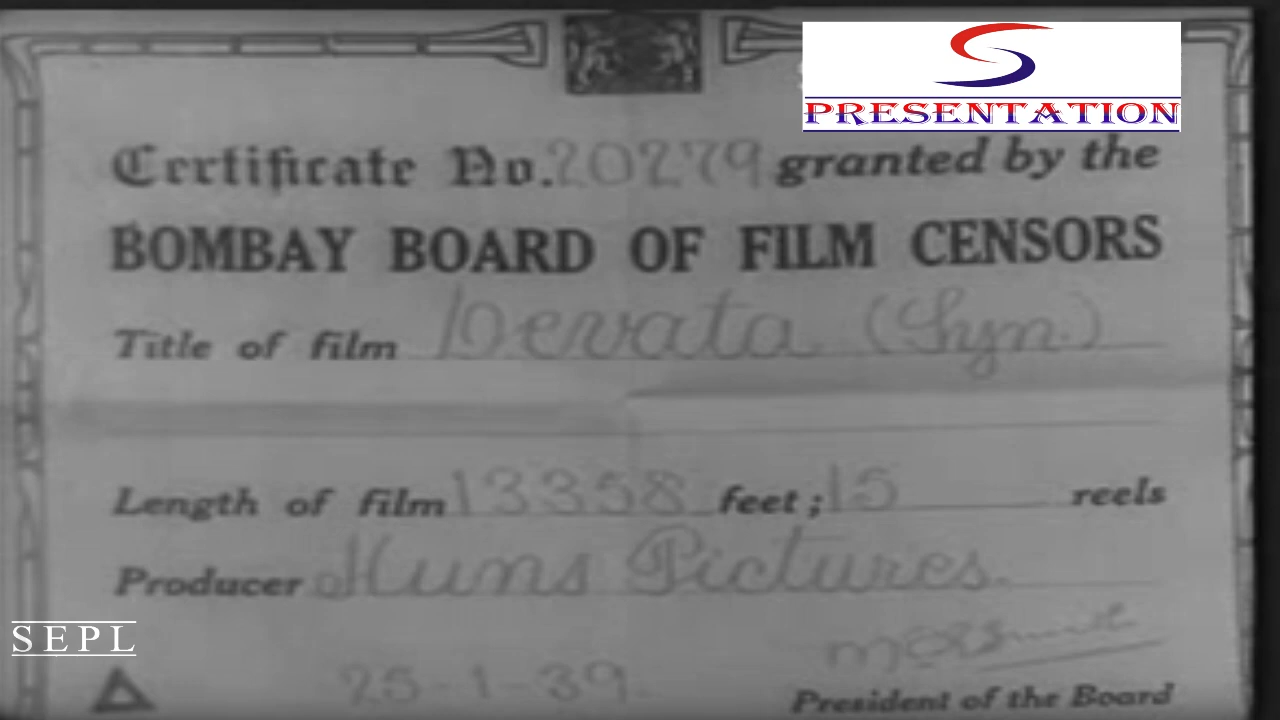 PRESENTATION
Certificate No. 20279 granted by the
BOMBAY BOARD OF FILM CENSORS
Title of film Devata (Syn.)
Length of film 13358 feet; 15 reels
Producer Huns Pictures.
SEPL
25-1-39.
President of the Board